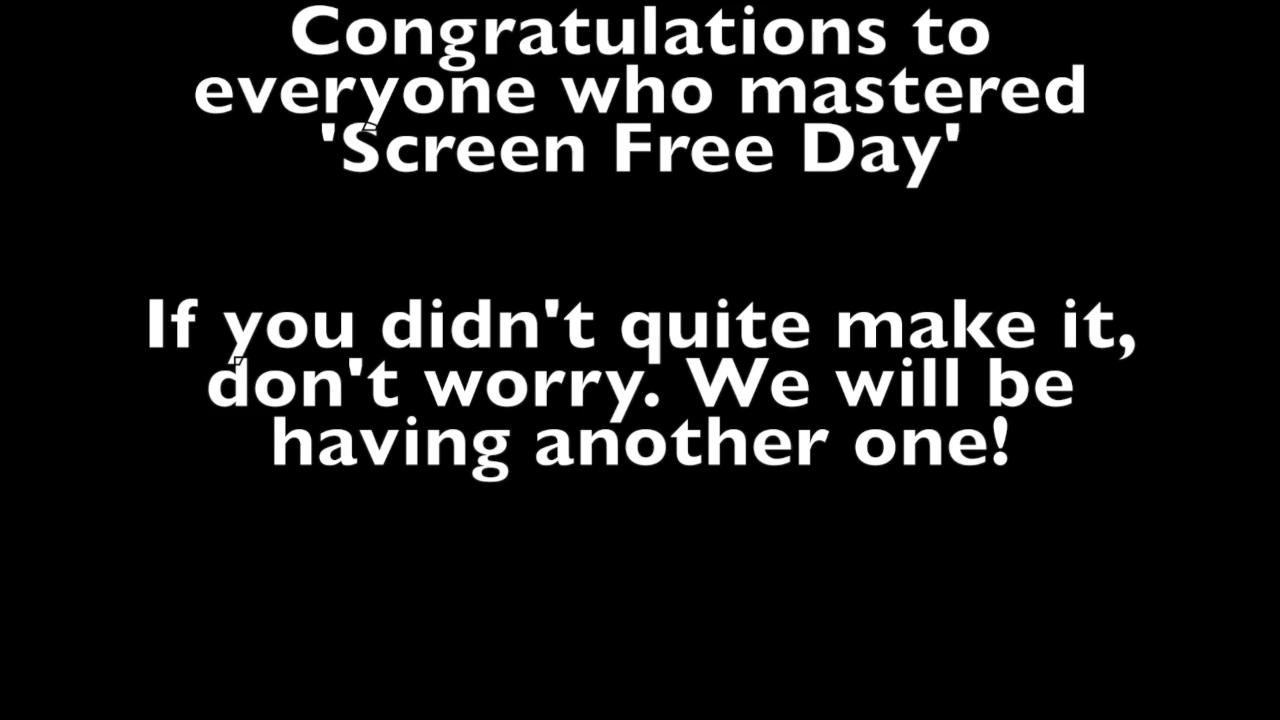 Congratulations to
everyone who mastered
'Screen Free Day'
If you didn't quite make it,
don't worry. We will be
having another one!